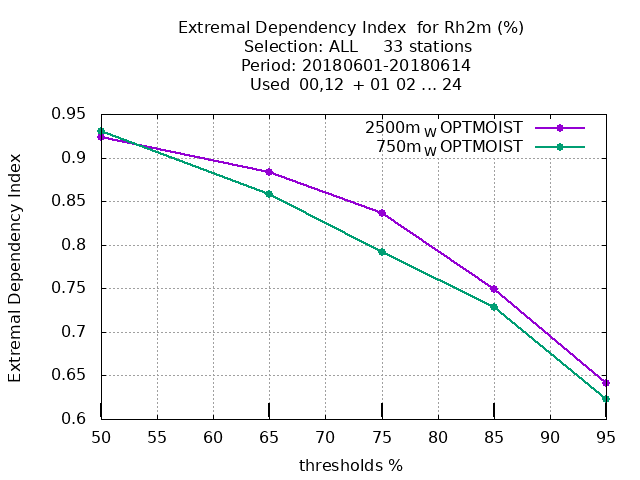 Extremal Dependency Index for Rh2m (%)
Selection: ALL 33 stations
Period: 20180601-20180614
Used 00,12 + 01 02 ... 24
2500m W OPTMOIST
750m W OPTMOIST
Extremal Dependency Index
0.95
0.9
0.85
0.8
0.75
0.7
0.65
0.6
50 55 60 65 70 75 80 85 90 95
thresholds %